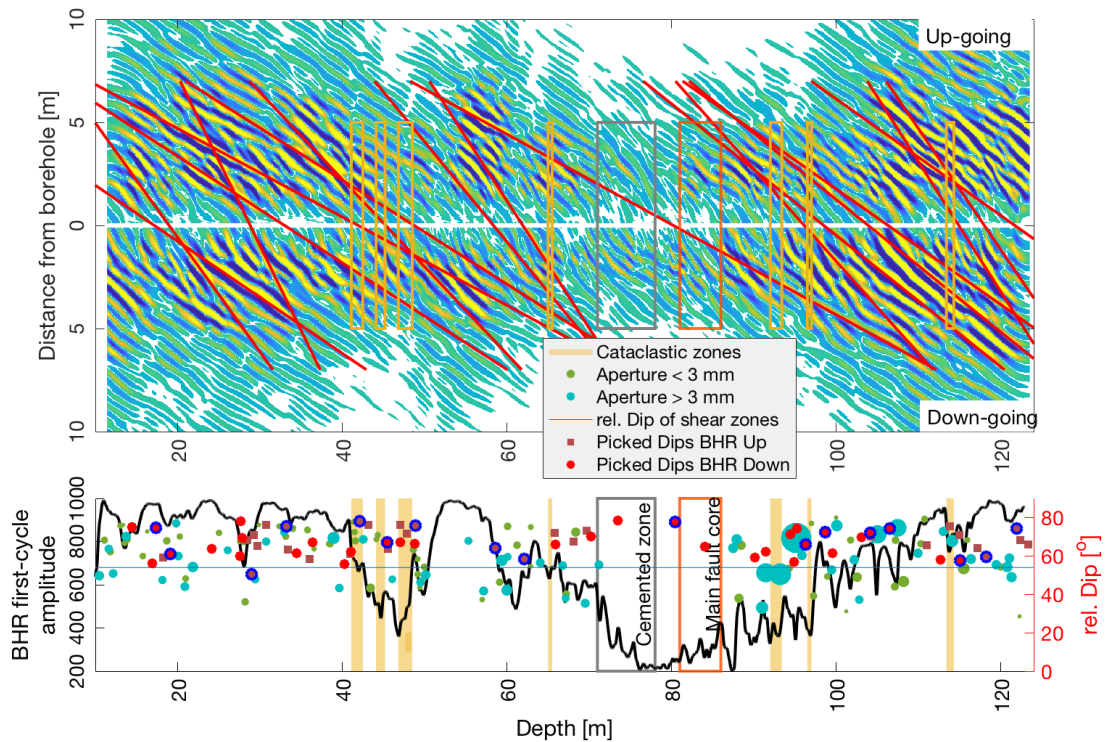 Up-going
10
5
0
5
10
Distance from borehole [m]
Down-going
20
40
60
80
100
120
Cataclastic zones
Aperture < 3 mm
Aperture > 3 mm
rel. Dip of shear zones
Picked Dips BHR Up
Picked Dips BHR Down
BHR first-cycle
amplitude
1000
800
600
400
200
Cemented zone
Main fault core
80
60
40
20
0
rel. Dip [°]
20
40
60
80
100
120
Depth [m]